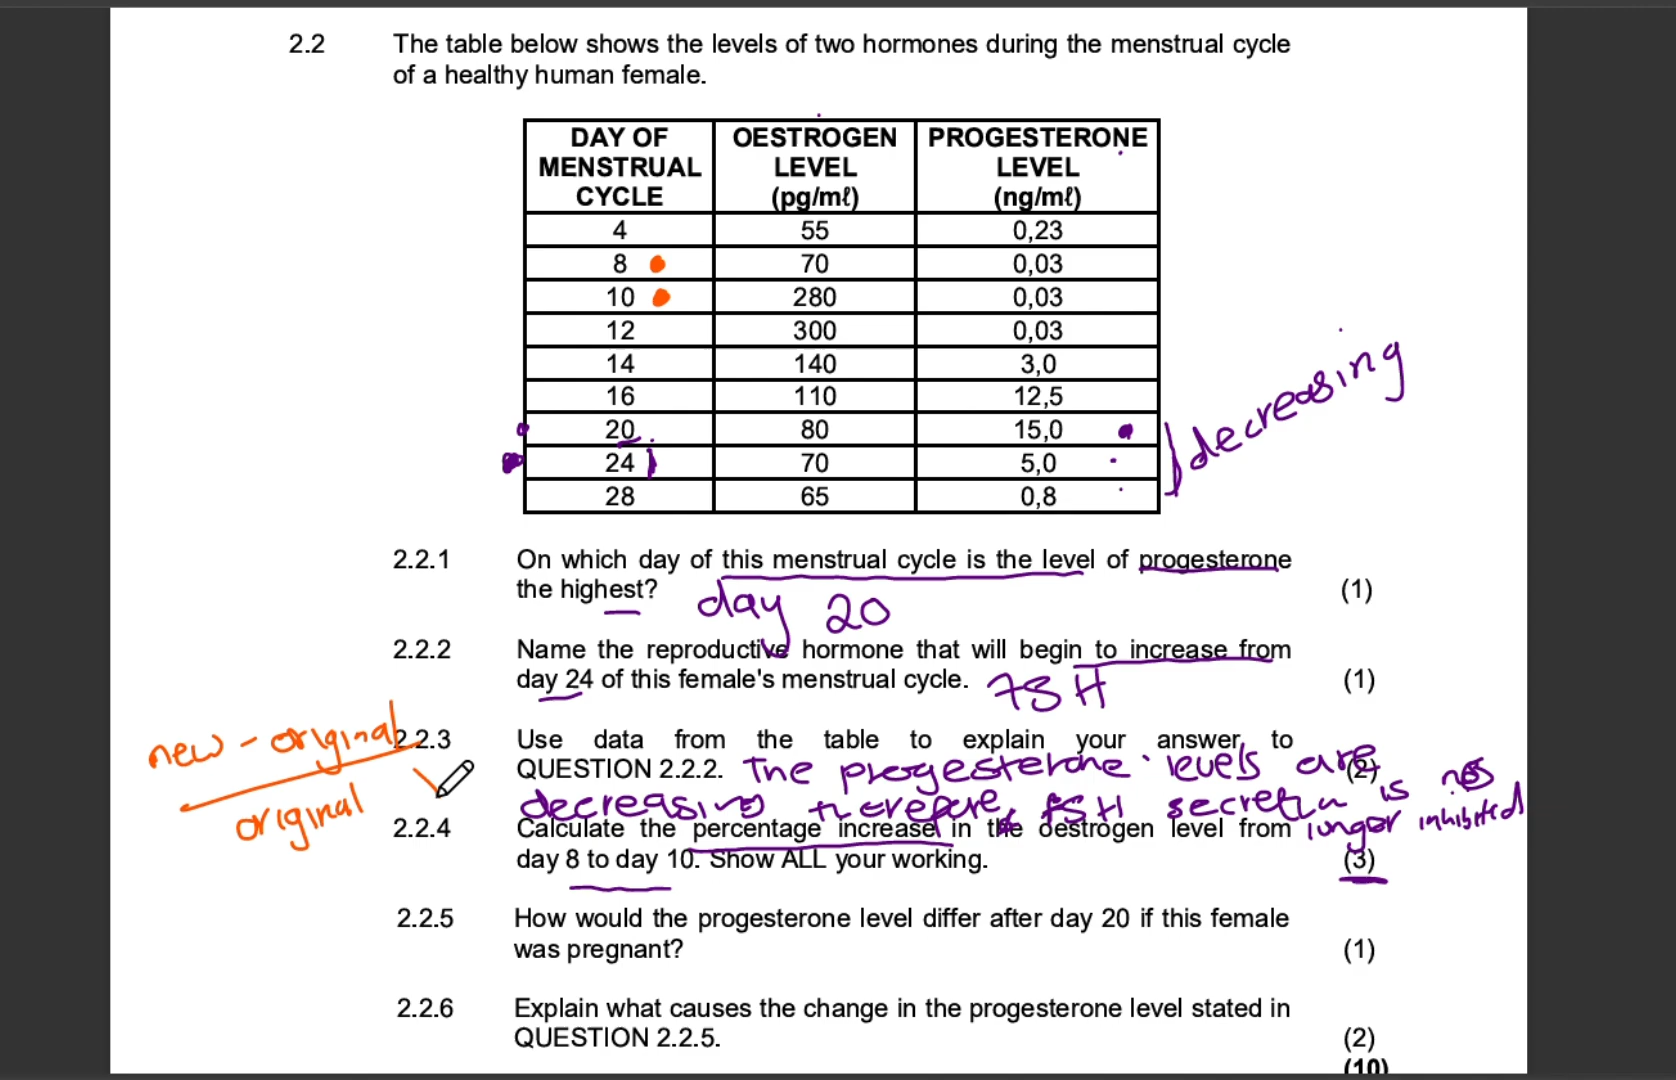 2.2 The table below shows the levels of two hormones during the menstrual cycle
of a healthy human female.
DAY OF MENSTRUAL CYCLE OESTROGEN LEVEL (pg/mℓ) PROGESTERONE LEVEL (ng/mℓ)
4 55 0,23
8 70 0,03
10 280 0,03
12 300 0,03
14 140 3,0
16 110 12,5
20 80 15,0
24 70 5,0
28 65 0,8
decreasing
2.2.1 On which day of this menstrual cycle is the level of progesterone
the highest? (1)
day 20
2.2.2 Name the reproductive hormone that will begin to increase from
day 24 of this female's menstrual cycle. (1)
FSH
new - original
original
2.2.3 Use data from the table to explain your answer to
QUESTION 2.2.2. (2)
The progesterone levels are
decreasing therefore FSH secretion is no
longer inhibited
2.2.4 Calculate the percentage increase in the oestrogen level from
day 8 to day 10. Show ALL your working. (3)
2.2.5 How would the progesterone level differ after day 20 if this female
was pregnant? (1)
2.2.6 Explain what causes the change in the progesterone level stated in
QUESTION 2.2.5. (2)
(10)